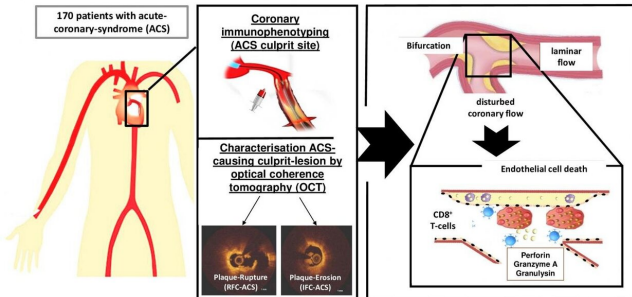 170 patients with acute-
coronary-syndrome (ACS)
Coronary
immunophenotyping
(ACS culprit site)
Characterisation ACS-
causing culprit-lesion by
optical coherence
tomography (OCT)
Plaque-Rupture
(RFC-ACS)
Plaque-Erosion
(IFC-ACS)
Bifurcation
laminar
flow
disturbed
coronary flow
Endothelial cell death
CD8⁺
T-cells
Perforin
Granzyme A
Granulysin